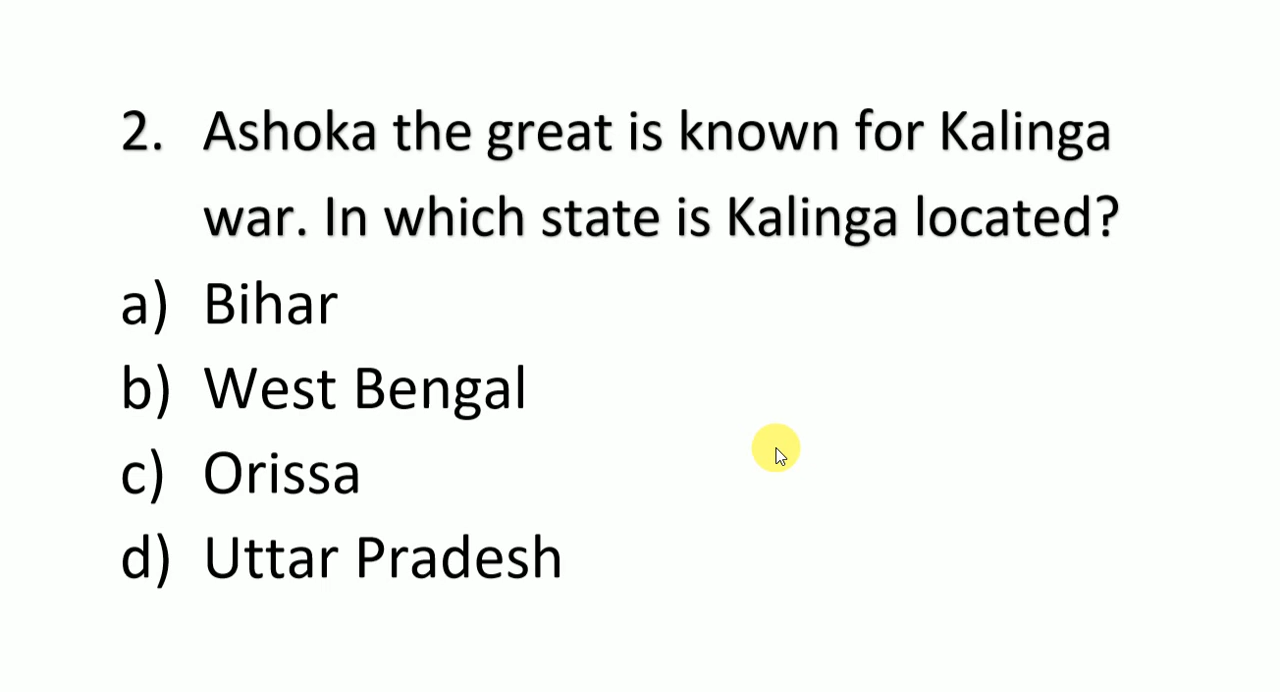 2. Ashoka the great is known for Kalinga
war. In which state is Kalinga located?
a) Bihar
b) West Bengal
c) Orissa
d) Uttar Pradesh